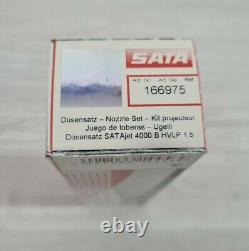 SATA
Art. nr. Art. No. Réf.
166975
Düsensatz – Nozzle Set – Kit projecteur
Juego de toberas – Ugelli
Düsensatz SATAjet 4000 B HVLP 1,5